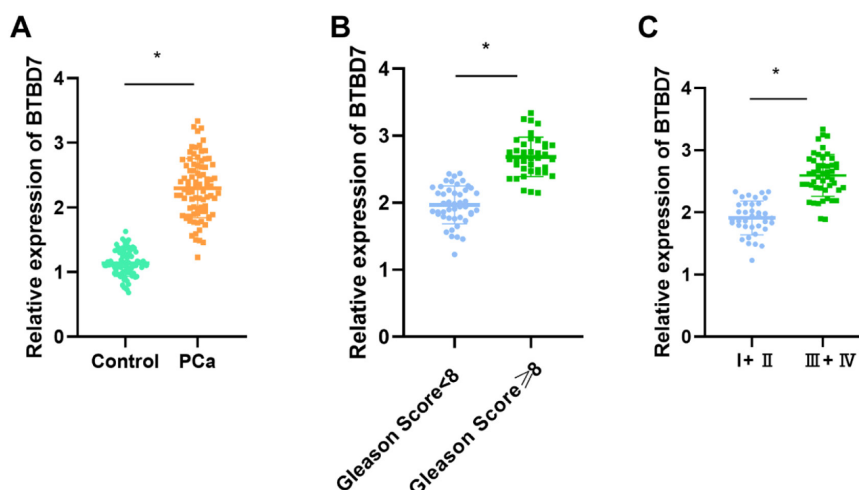 A
*
Relative expression of BTBD7
4
3
2
1
0
Control PCa
B
*
Relative expression of BTBD7
4
3
2
1
0
Gleason Score<8
Gleason Score⩾8
C
*
Relative expression of BTBD7
4
3
2
1
0
I+ Ⅱ Ⅲ+ Ⅳ